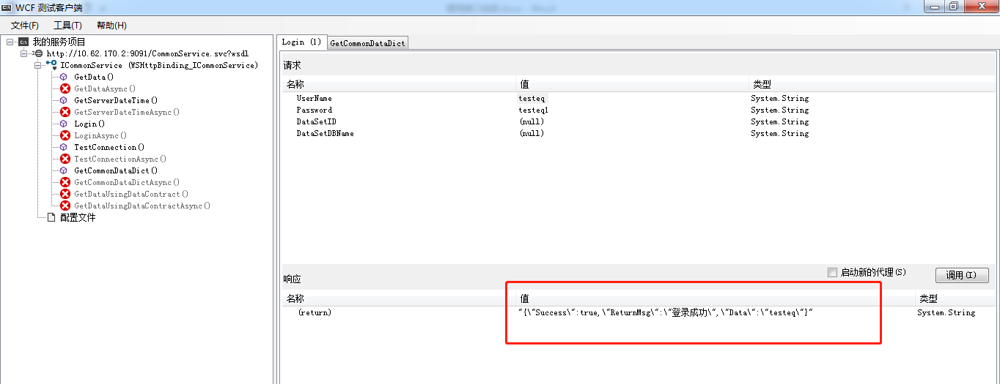 WCF 测试客户端
文件(F) 工具(T) 帮助(H)
我的服务项目
http://10.62.170.2:9091/CommonService.svc?wsdl
ICommonService (WSHttpBinding_ICommonService)
GetData()
GetDataAsync()
GetServerDateTime()
GetServerDateTimeAsync()
Login()
LoginAsync()
TestConnection()
TestConnectionAsync()
GetCommonDataDict()
GetCommonDataDictAsync()
GetDataUsingDataContract()
GetDataUsingDataContractAsync()
配置文件
Login (1) GetCommonDataDict
请求
名称 值 类型
UserName testeq System.String
Password testeq1 System.String
DataSetID (null) System.String
DataSetDBName (null) System.String
响应 启动新的代理(S) 调用(I)
名称 值 类型
(return) "{\"Success\":true,\"ReturnMsg\":\"登录成功\",\"Data\":\"testeq\"}" System.String